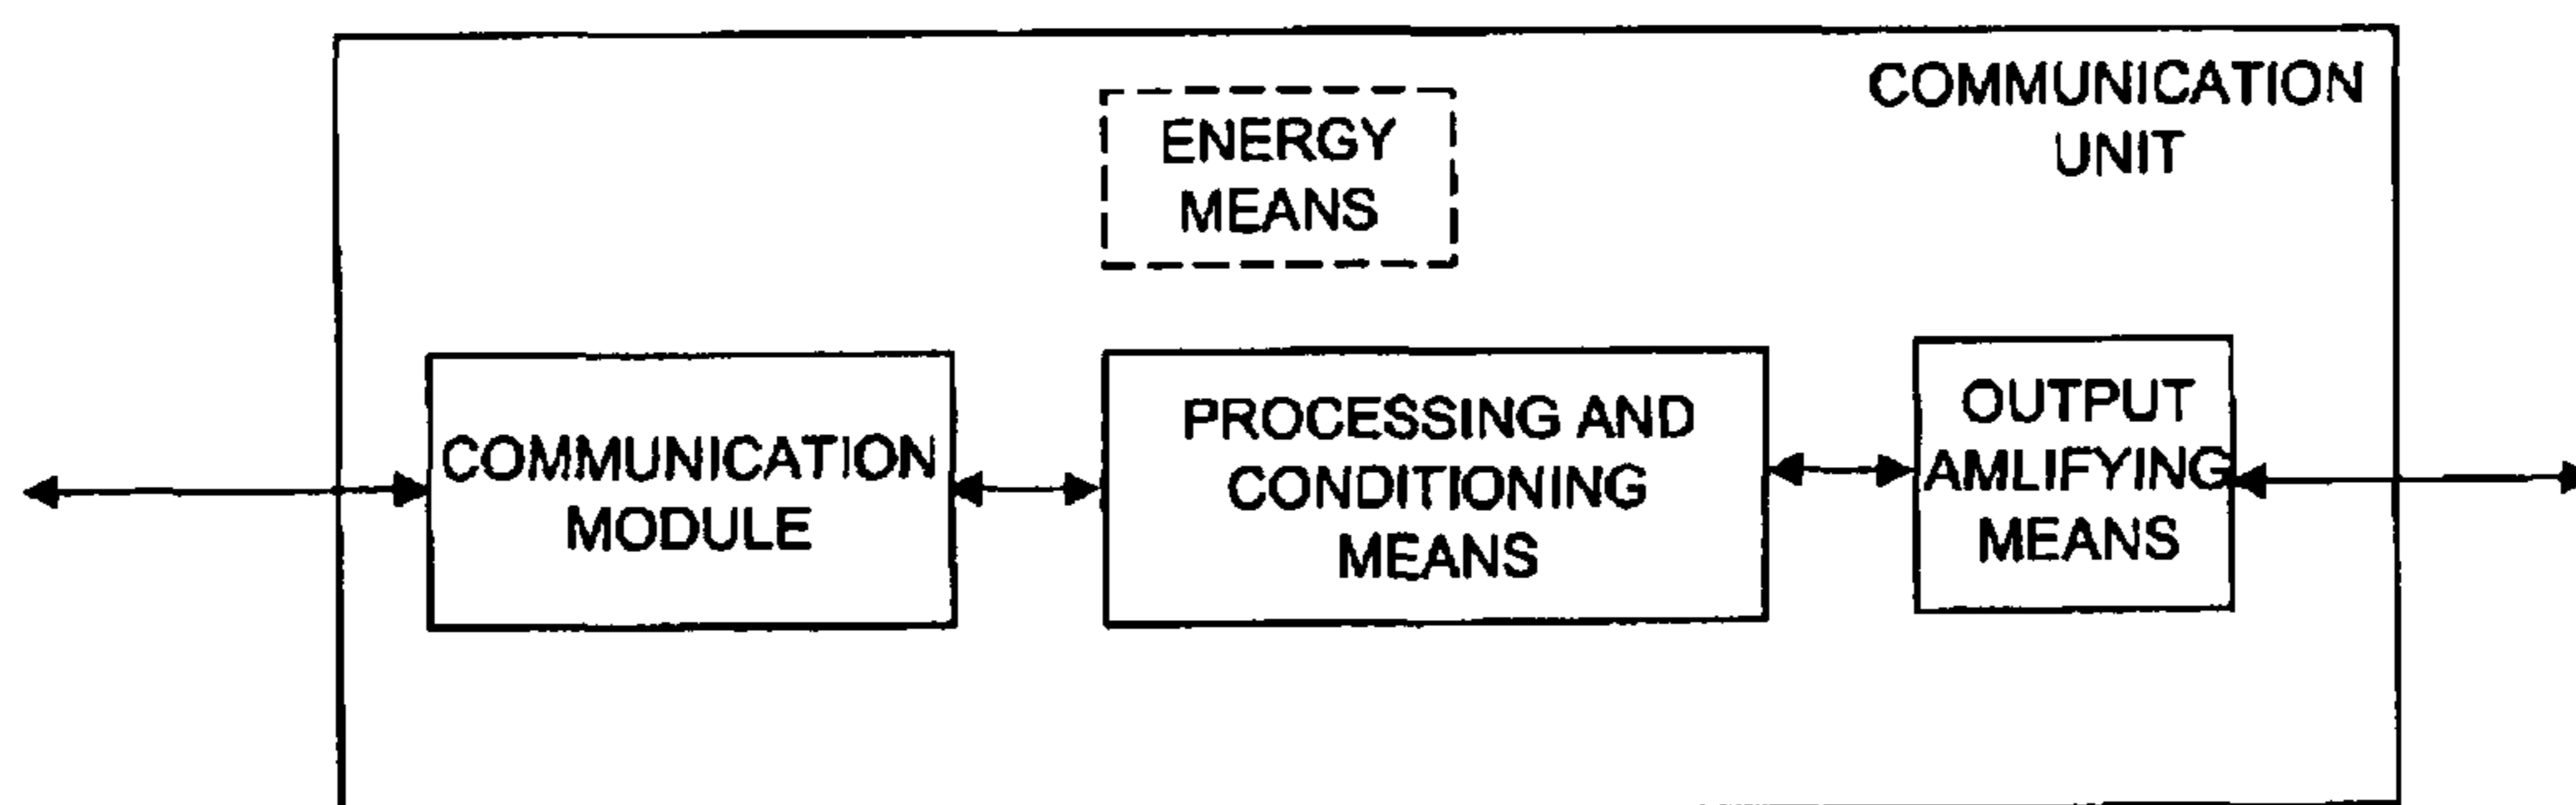 COMMUNICATION
UNIT
ENERGY
MEANS
COMMUNICATION
MODULE
PROCESSING AND
CONDITIONING
MEANS
OUTPUT
AMLIFYING
MEANS